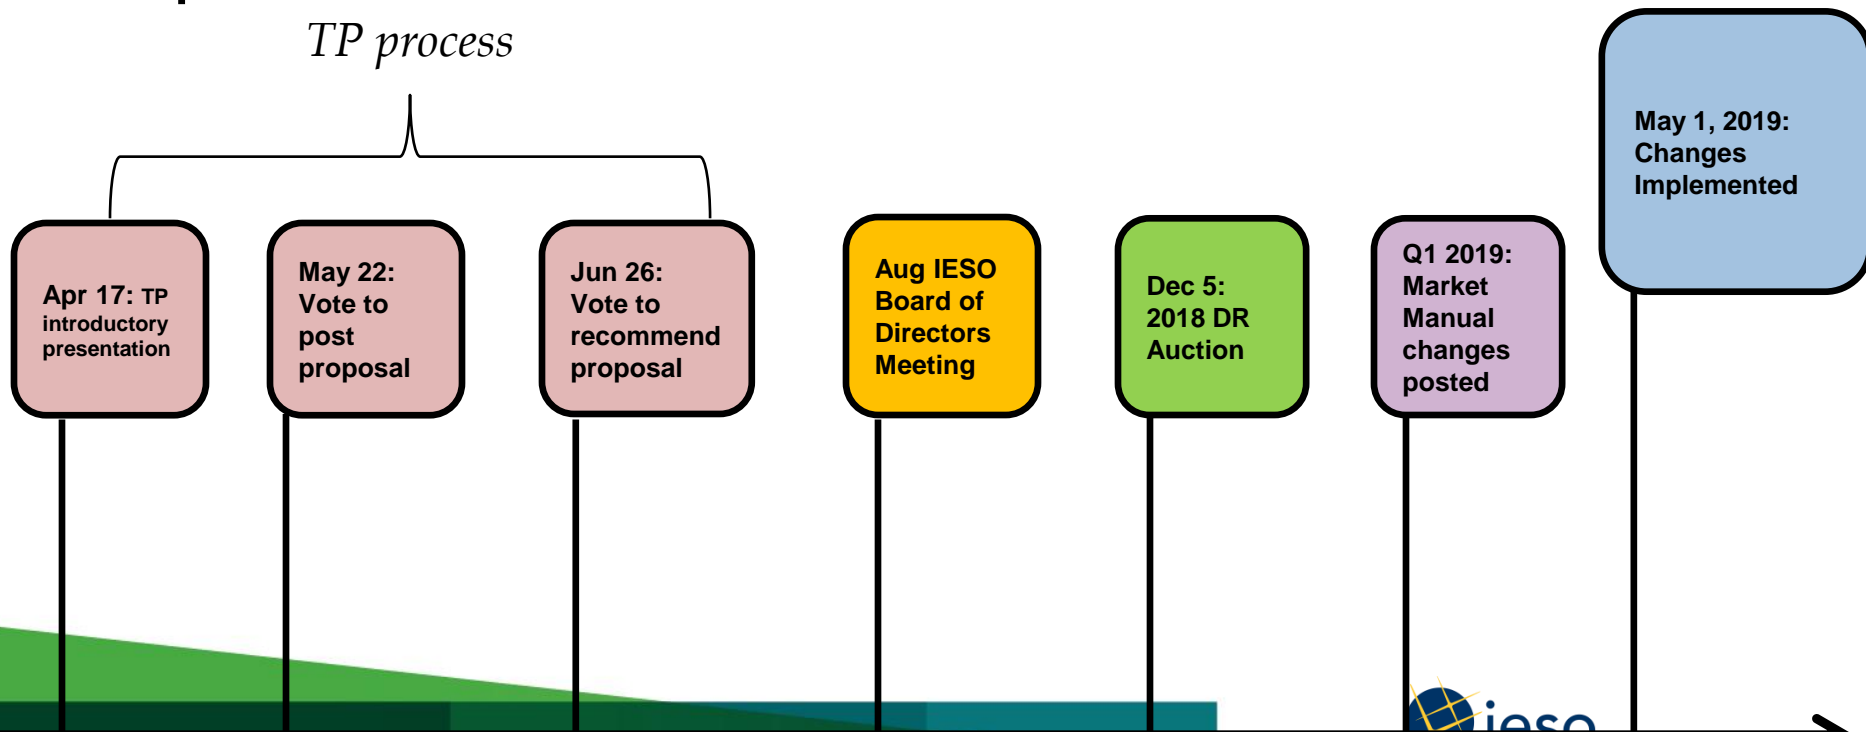 TP process
May 1, 2019:
Changes
Implemented
Apr 17: TP
introductory
presentation
May 22:
Vote to
post
proposal
Jun 26:
Vote to
recommend
proposal
Aug IESO
Board of
Directors
Meeting
Dec 5:
2018 DR
Auction
Q1 2019:
Market
Manual
changes
posted
ieso